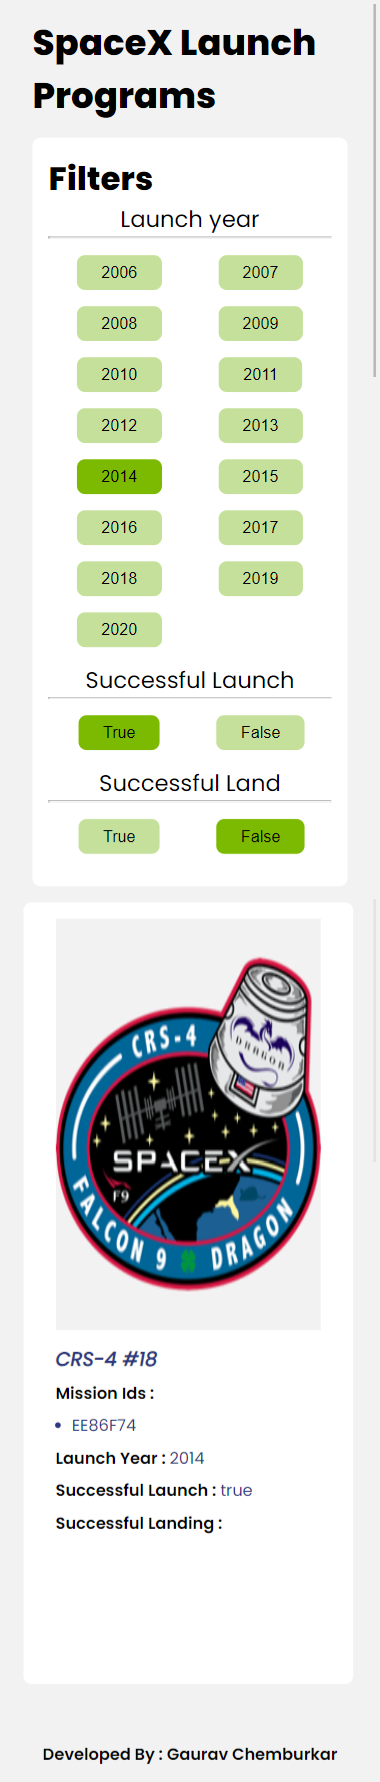 SpaceX Launch
Programs
Filters
Launch year
2006 2007
2008 2009
2010 2011
2012 2013
2014 2015
2016 2017
2018 2019
2020
Successful Launch
True False
Successful Land
True False
CRS-4
DRAGON
SPACEX
F9
FALCON 9 DRAGON
CRS-4 #18
Mission Ids :
EE86F74
Launch Year : 2014
Successful Launch : true
Successful Landing :
Developed By : Gaurav Chemburkar